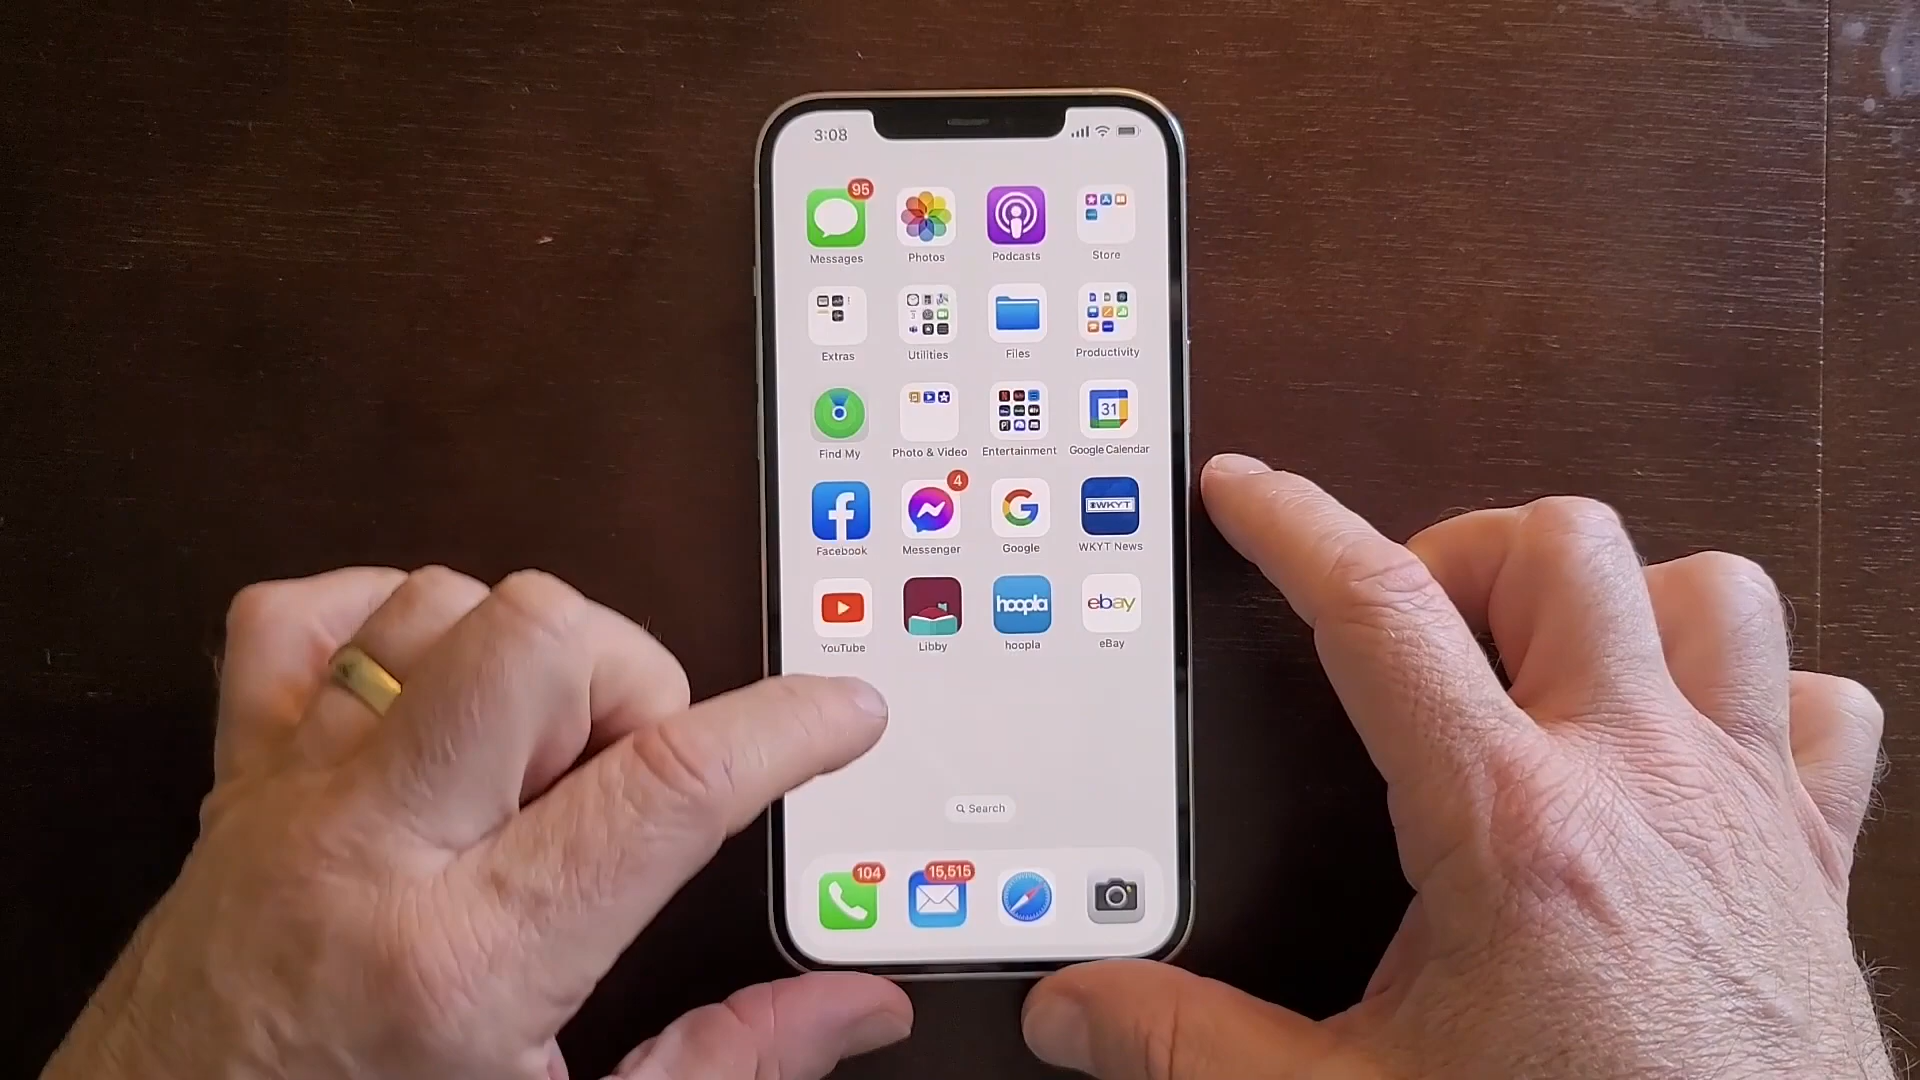 3:08
95
Messages
Photos
Podcasts
Store
Extras
Utilities
Files
Productivity
31
Find My
Photo & Video
Entertainment
Google Calendar
4
WKYT
Facebook
Messenger
Google
WKYT News
hoopla
ebay
YouTube
Libby
hoopla
eBay
Search
104
15,515